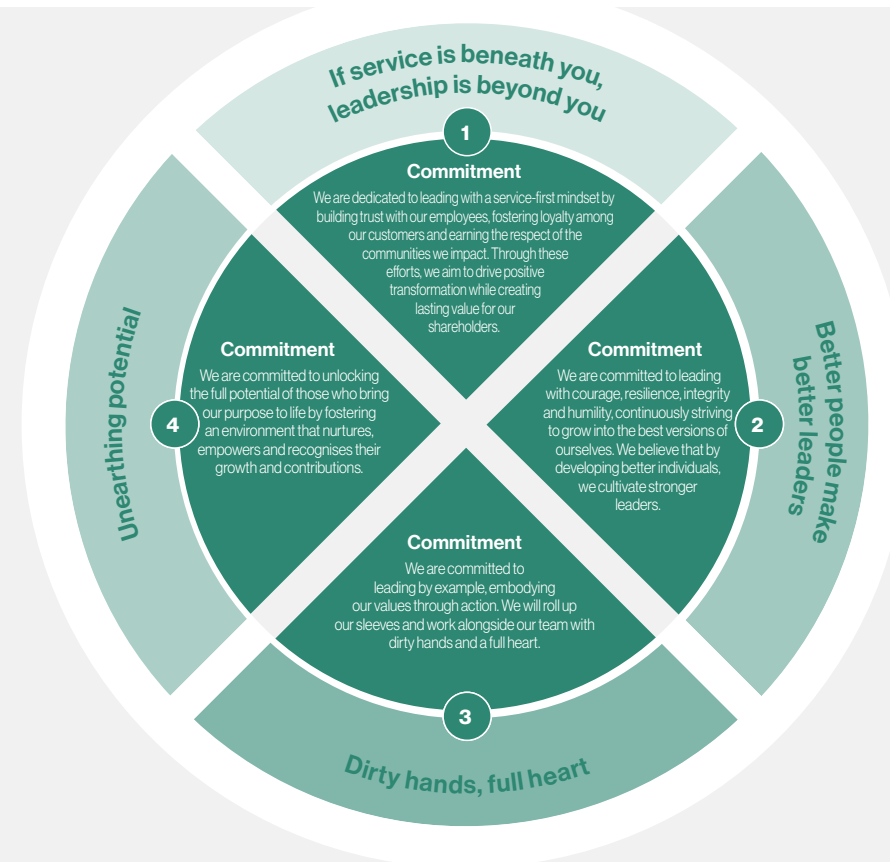 If service is beneath you,
leadership is beyond you
1
Commitment
We are dedicated to leading with a service-first mindset by
building trust with our employees, fostering loyalty among
our customers and earning the respect of the
communities we impact. Through these
efforts, we aim to drive positive
transformation while creating
lasting value for our
shareholders.
Better people make
better leaders
2
Commitment
We are committed to leading
with courage, resilience, integrity
and humility, continuously striving
to grow into the best versions of
ourselves. We believe that by
developing better individuals,
we cultivate stronger
leaders.
Commitment
We are committed to
leading by example, embodying
our values through action. We will roll up
our sleeves and work alongside our team with
dirty hands and a full heart.
3
Dirty hands, full heart
Unearthing potential
4
Commitment
We are committed to unlocking
the full potential of those who bring
our purpose to life by fostering
an environment that nurtures,
empowers and recognises their
growth and contributions.